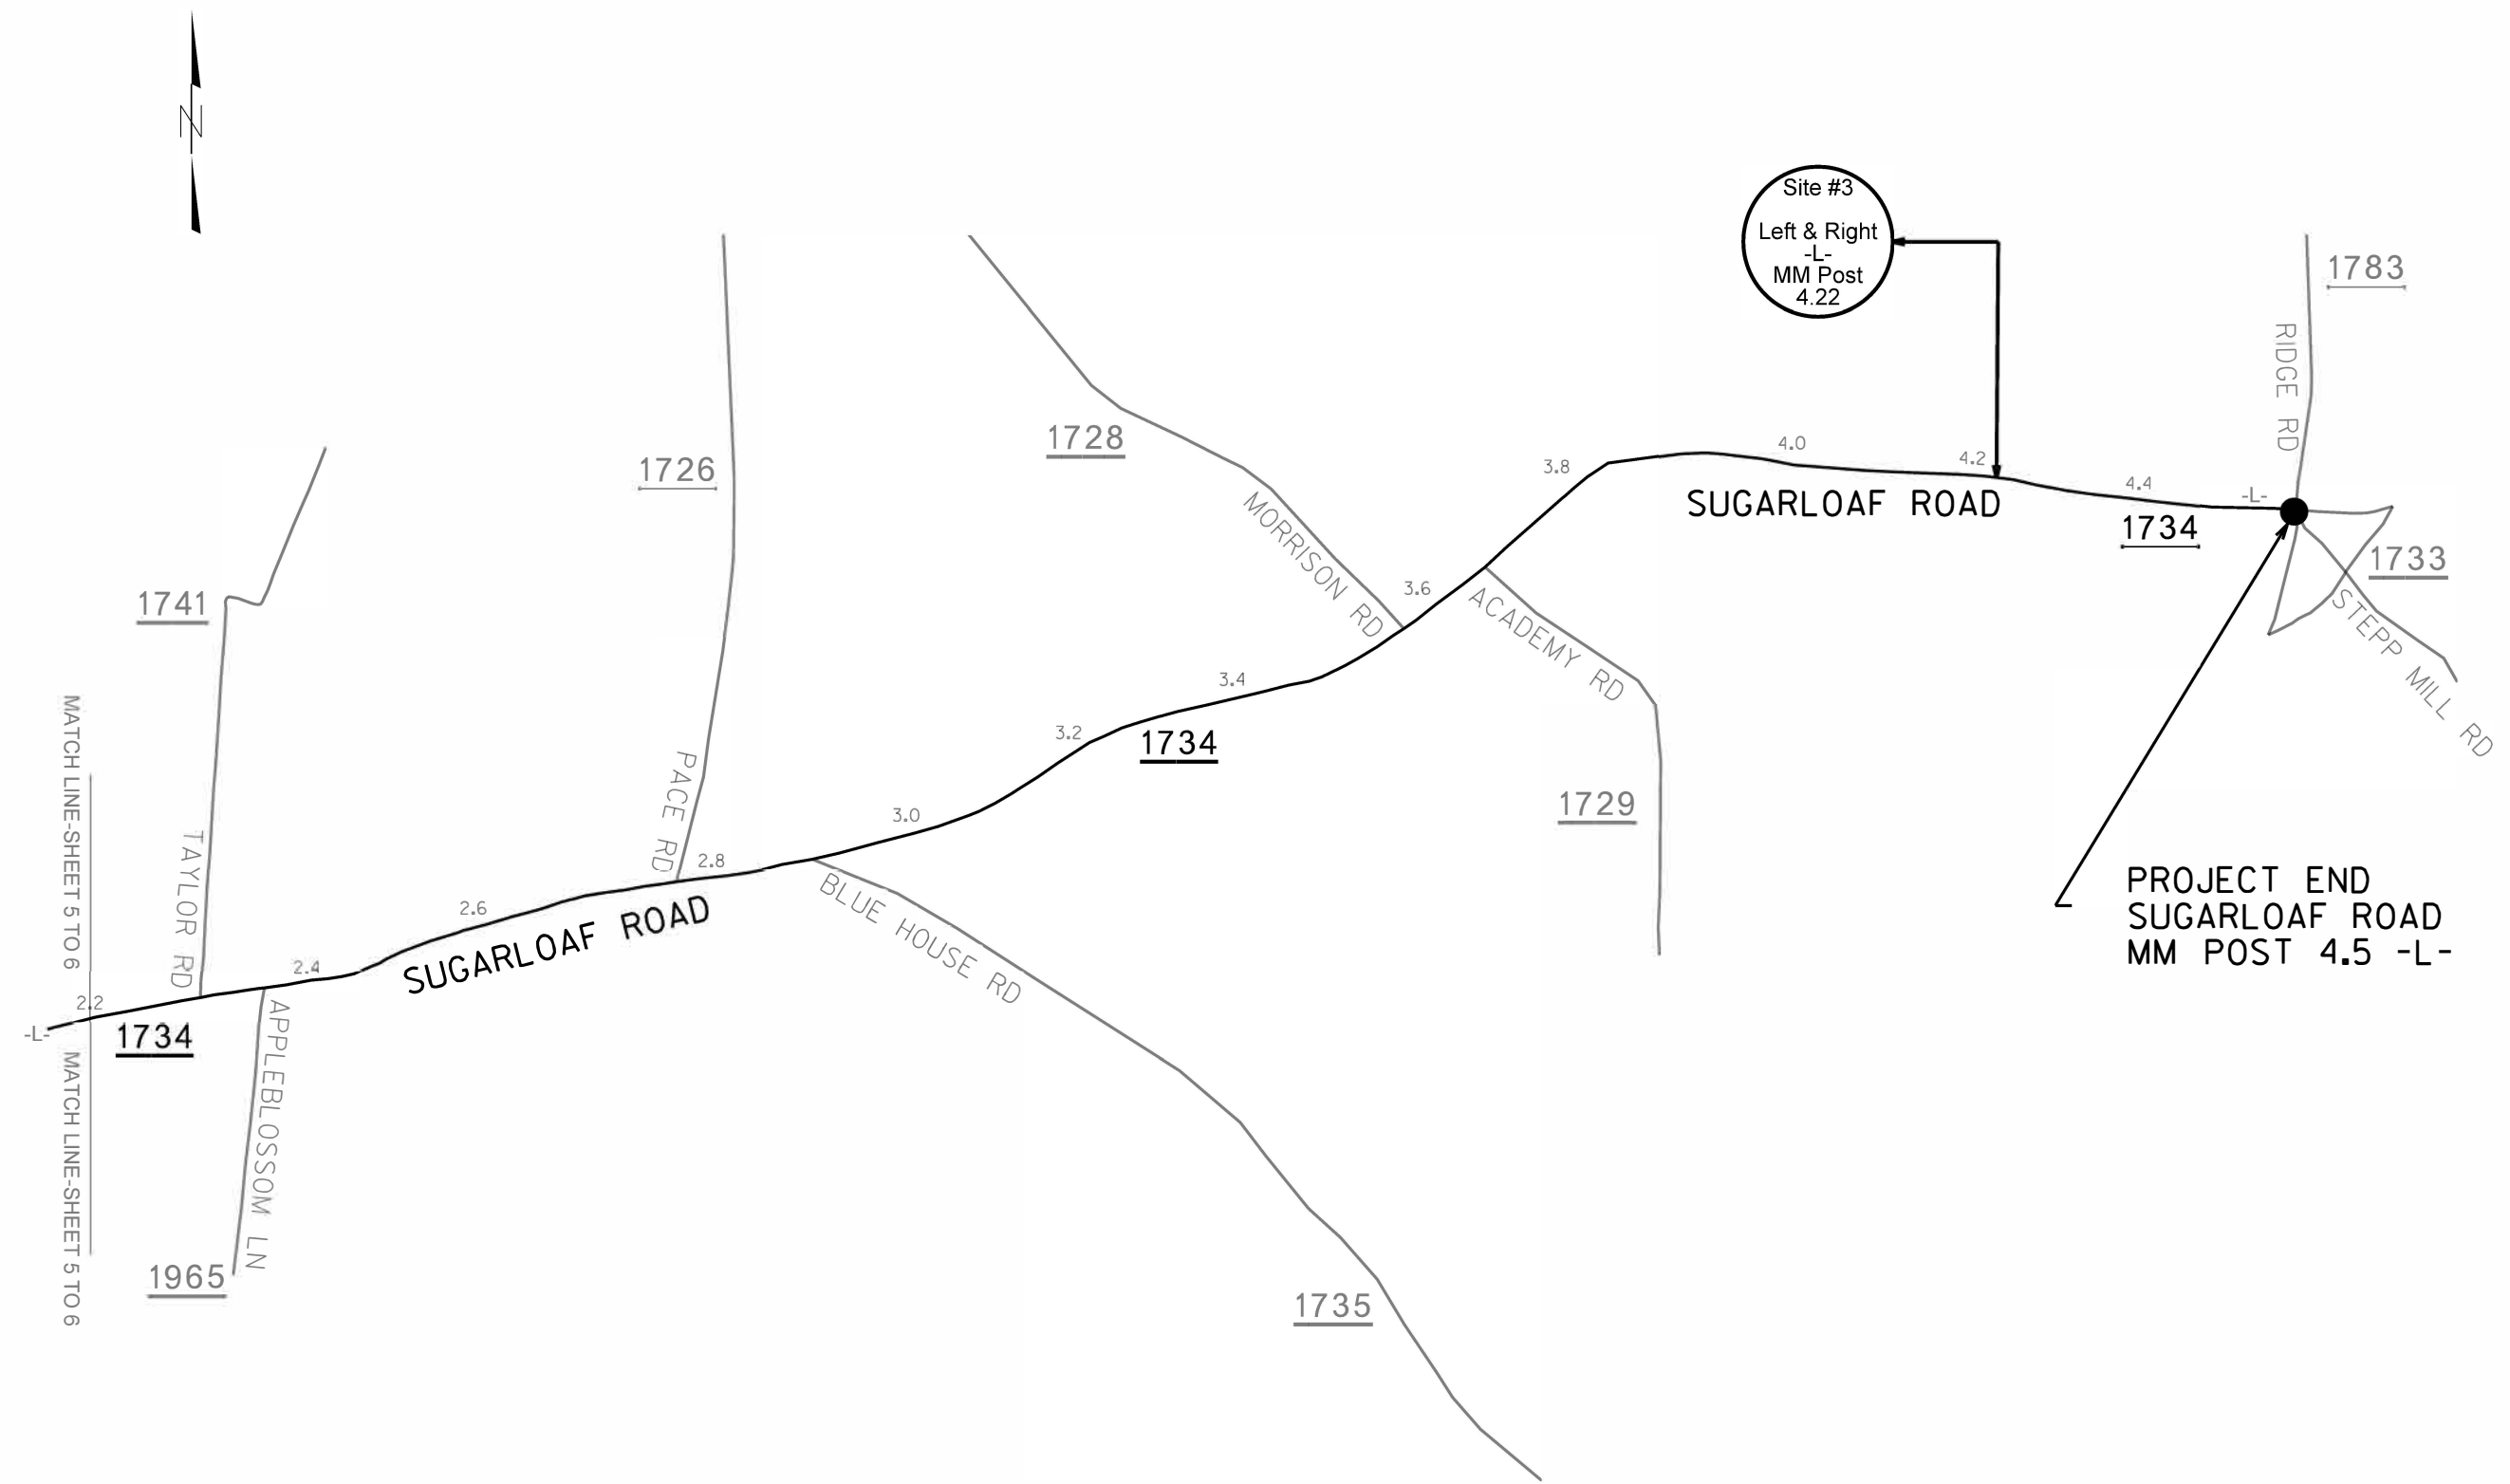 N
Site #3
Left & Right
-L-
MM Post
4.22
1783
RIDGE RD
1728
1726
4.0
4.2
3.8
4.4
-L-
SUGARLOAF ROAD
1734
MORRISON RD
1733
3.6
ACADEMY RD
STEPP MILL RD
1741
3.4
3.2
1734
MATCH LINE-SHEET 5 TO 6
TAYLOR RD
PACE RD
1729
3.0
2.8
BLUE HOUSE RD
PROJECT END
SUGARLOAF ROAD
MM POST 4.5 -L-
2.6
SUGARLOAF ROAD
2.4
2.2
-L-
1734
MATCH LINE-SHEET 5 TO 6
APPLEBLOSSOM LN
1965
1735